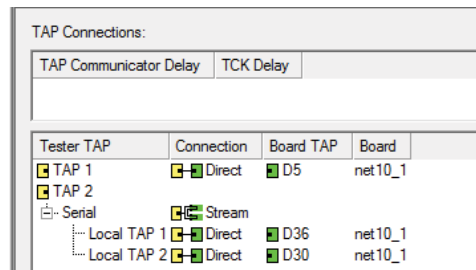 TAP Connections:
TAP Communicator Delay TCK Delay
Tester TAP Connection Board TAP Board
TAP 1 Direct D5 net10_1
TAP 2
Serial Stream
Local TAP 1 Direct D36 net10_1
Local TAP 2 Direct D30 net10_1